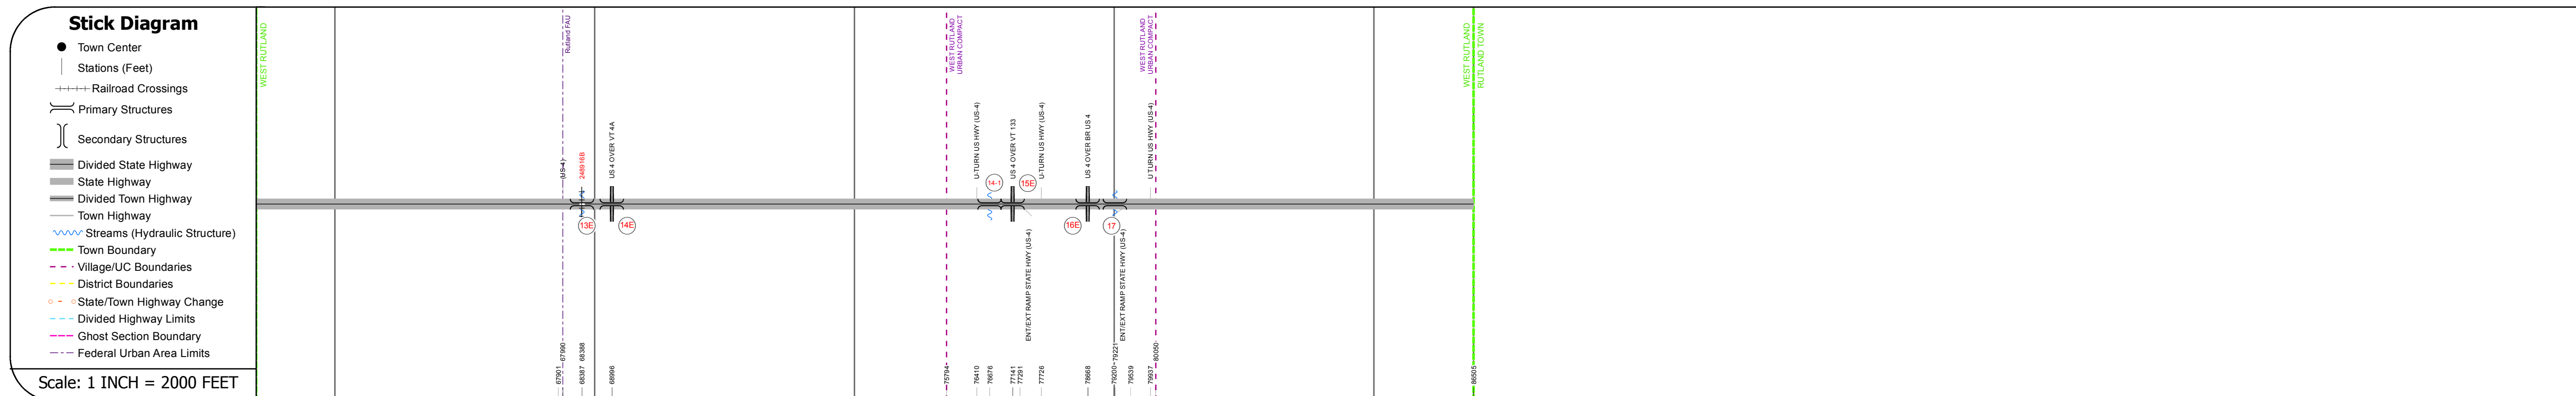 Stick Diagram
Town Center
Stations (Feet)
Railroad Crossings
Primary Structures
Secondary Structures
Divided State Highway
State Highway
Divided Town Highway
Town Highway
Streams (Hydraulic Structure)
Town Boundary
Village/UC Boundaries
District Boundaries
State/Town Highway Change
Divided Highway Limits
Ghost Section Boundary
Federal Urban Area Limits
Scale: 1 INCH = 2000 FEET
WEST RUTLAND
Rutland FAU
(US-4)
248916B
US 4 OVER VT 4A
13E
14E
WEST RUTLAND
URBAN COMPACT
U-TURN US HWY (US-4)
14-1
US 4 OVER VT 133
15E
U-TURN US HWY (US-4)
ENT/EXT RAMP STATE HWY (US-4)
US 4 OVER BR US 4
16E
17
ENT/EXT RAMP STATE HWY (US-4)
WEST RUTLAND
URBAN COMPACT
U TURN US HWY (US-4)
WEST RUTLAND
RUTLAND TOWN
67901
67990
68387
68388
68996
75794
76410
76676
77141
77291
77726
78668
79200
79221
79539
79937
80050
86505